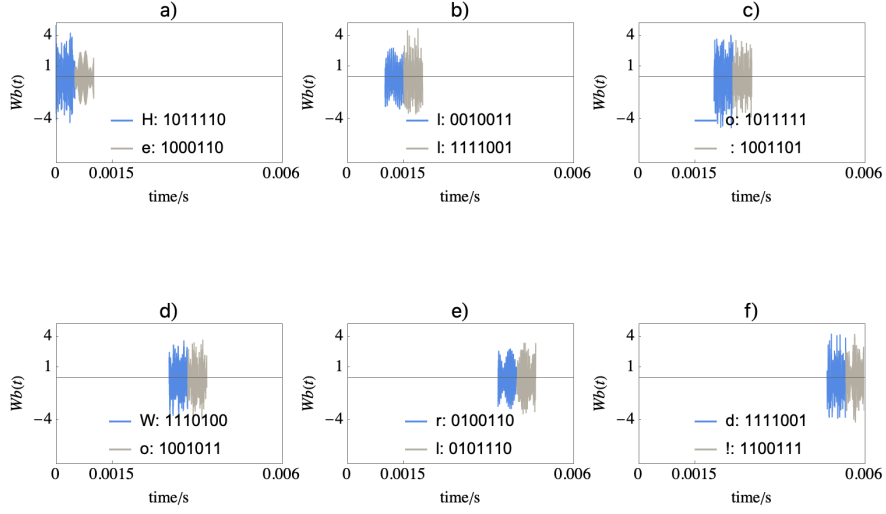 a)
4
1
−4
Wb(t)
H: 1011110
e: 1000110
0 0.0015 0.006
time/s
b)
4
1
−4
Wb(t)
l: 0010011
l: 1111001
0 0.0015 0.006
time/s
c)
4
1
−4
Wb(t)
o: 1011111
: 1001101
0 0.0015 0.006
time/s
d)
4
1
−4
Wb(t)
W: 1110100
o: 1001011
0 0.0015 0.006
time/s
e)
4
1
−4
Wb(t)
r: 0100110
l: 0101110
0 0.0015 0.006
time/s
f)
4
1
−4
Wb(t)
d: 1111001
!: 1100111
0 0.0015 0.006
time/s